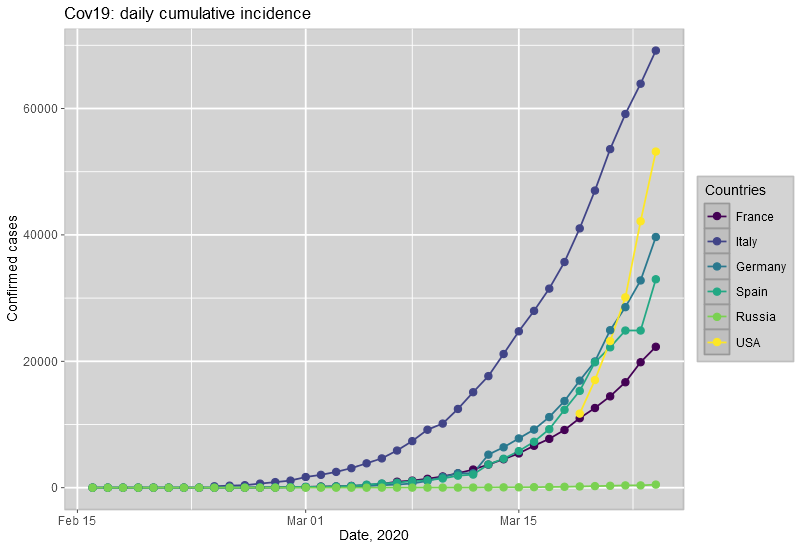 Cov19: daily cumulative incidence
60000
40000
20000
0
Confirmed cases
Feb 15
Mar 01
Mar 15
Date, 2020
Countries
France
Italy
Germany
Spain
Russia
USA